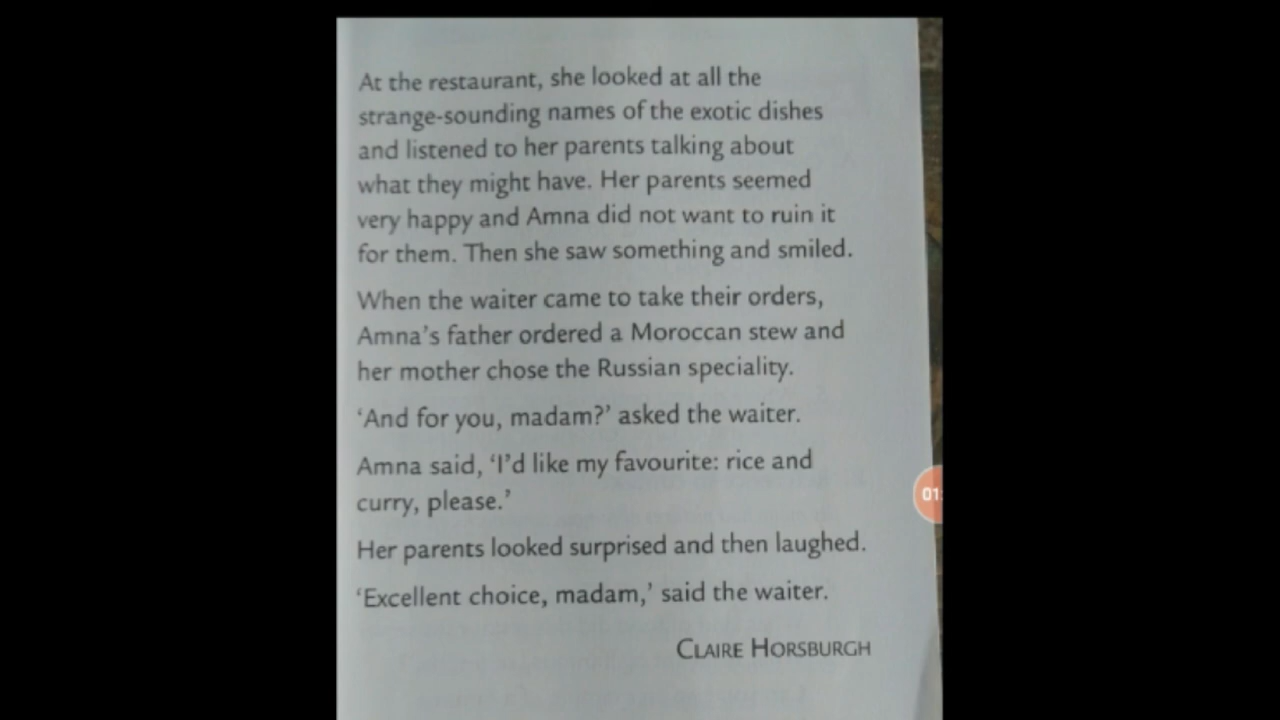 At the restaurant, she looked at all the
strange-sounding names of the exotic dishes
and listened to her parents talking about
what they might have. Her parents seemed
very happy and Amna did not want to ruin it
for them. Then she saw something and smiled.
When the waiter came to take their orders,
Amna's father ordered a Moroccan stew and
her mother chose the Russian speciality.
‘And for you, madam?’ asked the waiter.
Amna said, ‘I'd like my favourite: rice and
curry, please.’
Her parents looked surprised and then laughed.
‘Excellent choice, madam,’ said the waiter.
CLAIRE HORSBURGH
01